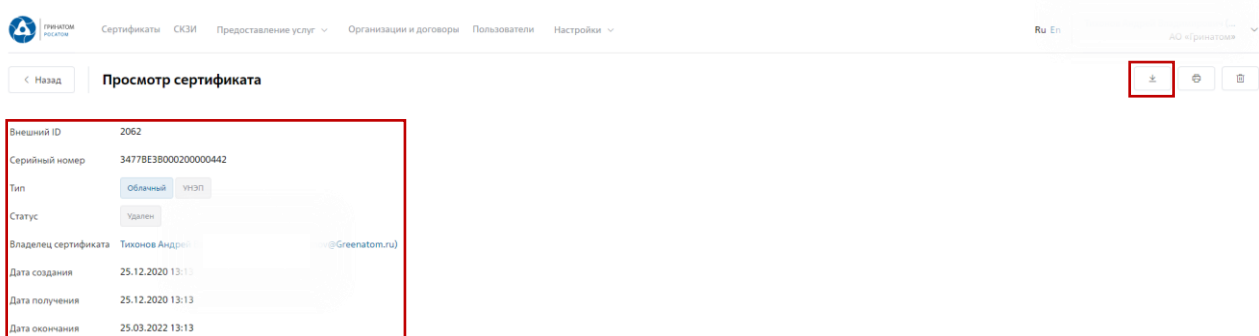 ГРИНАТОМ
РОСАТОМ
Сертификаты СКЗИ Предоставление услуг Организации и договоры Пользователи Настройки Ru En
АО «Гринатом»
Назад Просмотр сертификата
Внешний ID 2062
Серийный номер 3477BE3B000200000442
Тип Облачный УНЭП
Статус Удален
Владелец сертификата Тихонов Андрей @Greenatom.ru)
Дата создания 25.12.2020 13:13
Дата получения 25.12.2020 13:13
Дата окончания 25.03.2022 13:13